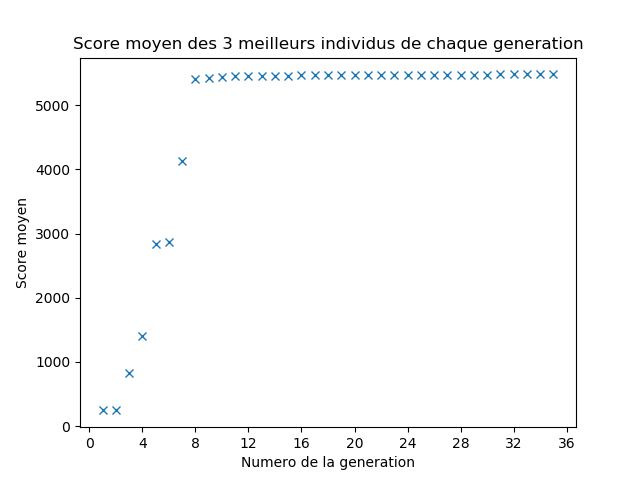 Score moyen des 3 meilleurs individus de chaque generation
Score moyen
5000
4000
3000
2000
1000
0
0 4 8 12 16 20 24 28 32 36
Numero de la generation